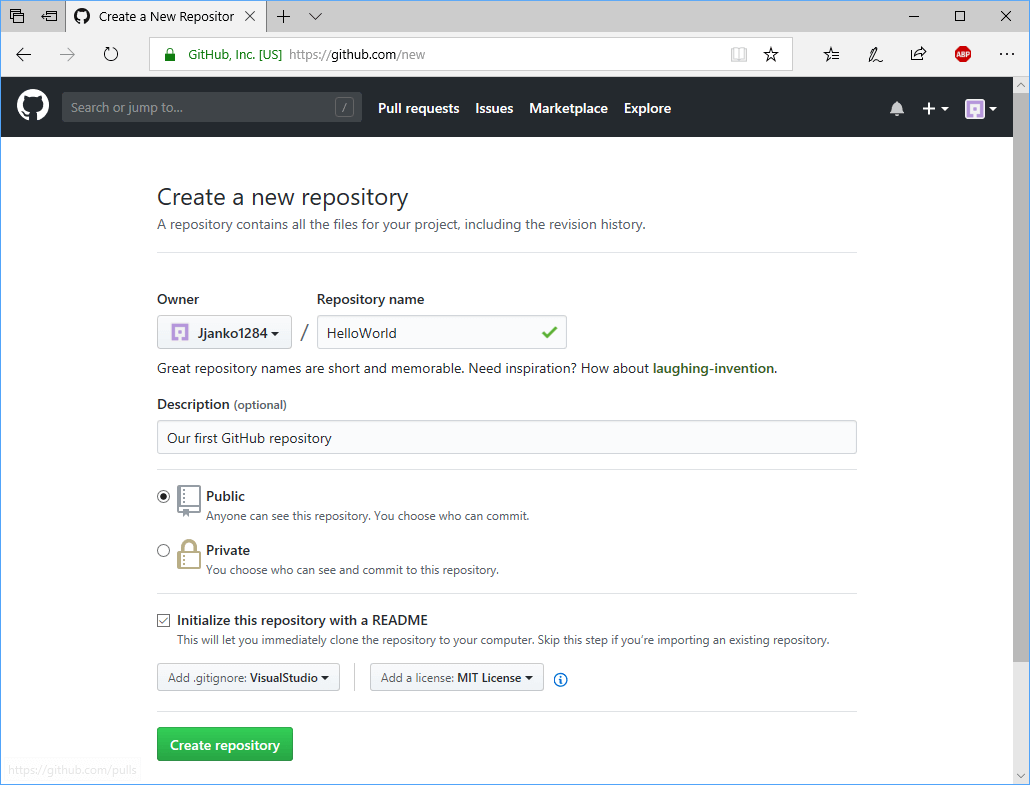 Create a New Repositor
GitHub, Inc. [US] https://github.com/new
ABP
Search or jump to... /
Pull requests Issues Marketplace Explore
Create a new repository
A repository contains all the files for your project, including the revision history.
Owner Repository name
Jjanko1284 / HelloWorld
Great repository names are short and memorable. Need inspiration? How about laughing-invention.
Description (optional)
Our first GitHub repository
Public
Anyone can see this repository. You choose who can commit.
Private
You choose who can see and commit to this repository.
Initialize this repository with a README
This will let you immediately clone the repository to your computer. Skip this step if you’re importing an existing repository.
Add .gitignore: VisualStudio Add a license: MIT License
Create repository
https://github.com/pulls